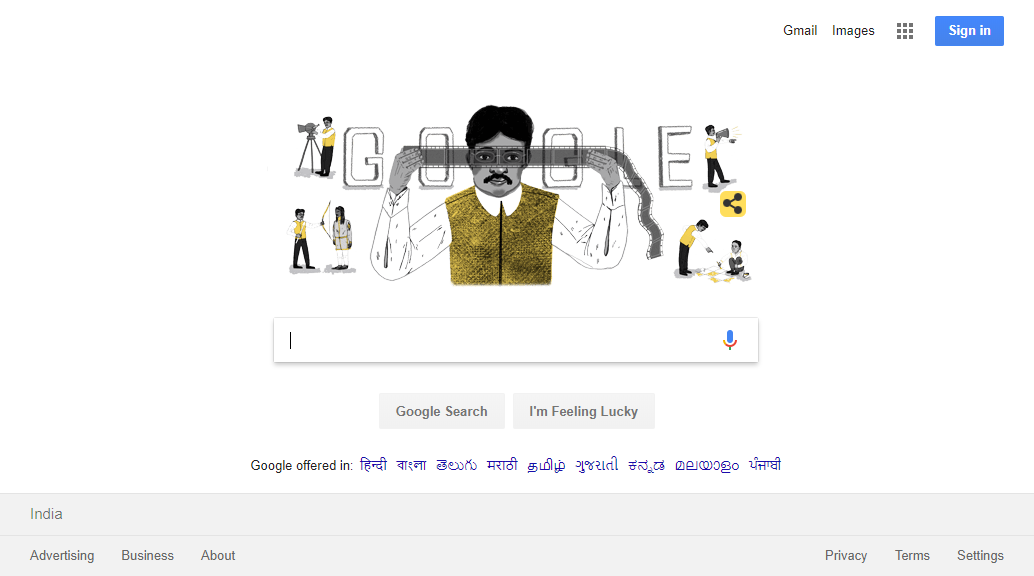 Gmail Images Sign in
GOOGLE
Google Search I'm Feeling Lucky
Google offered in: हिन्दी বাংলা తెలుగు मराठी தமிழ் ગુજરાતી ಕನ್ನಡ മലയാളം ਪੰਜਾਬੀ
India
Advertising Business About Privacy Terms Settings